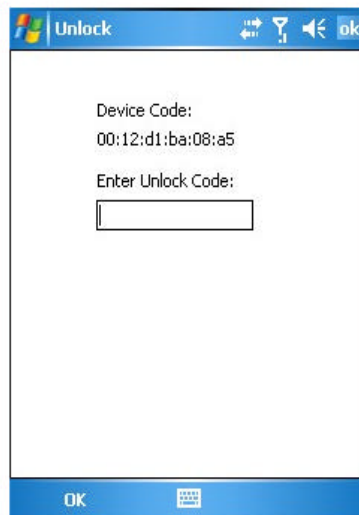 Unlock
ok
Device Code:
00:12:d1:ba:08:a5
Enter Unlock Code:
OK